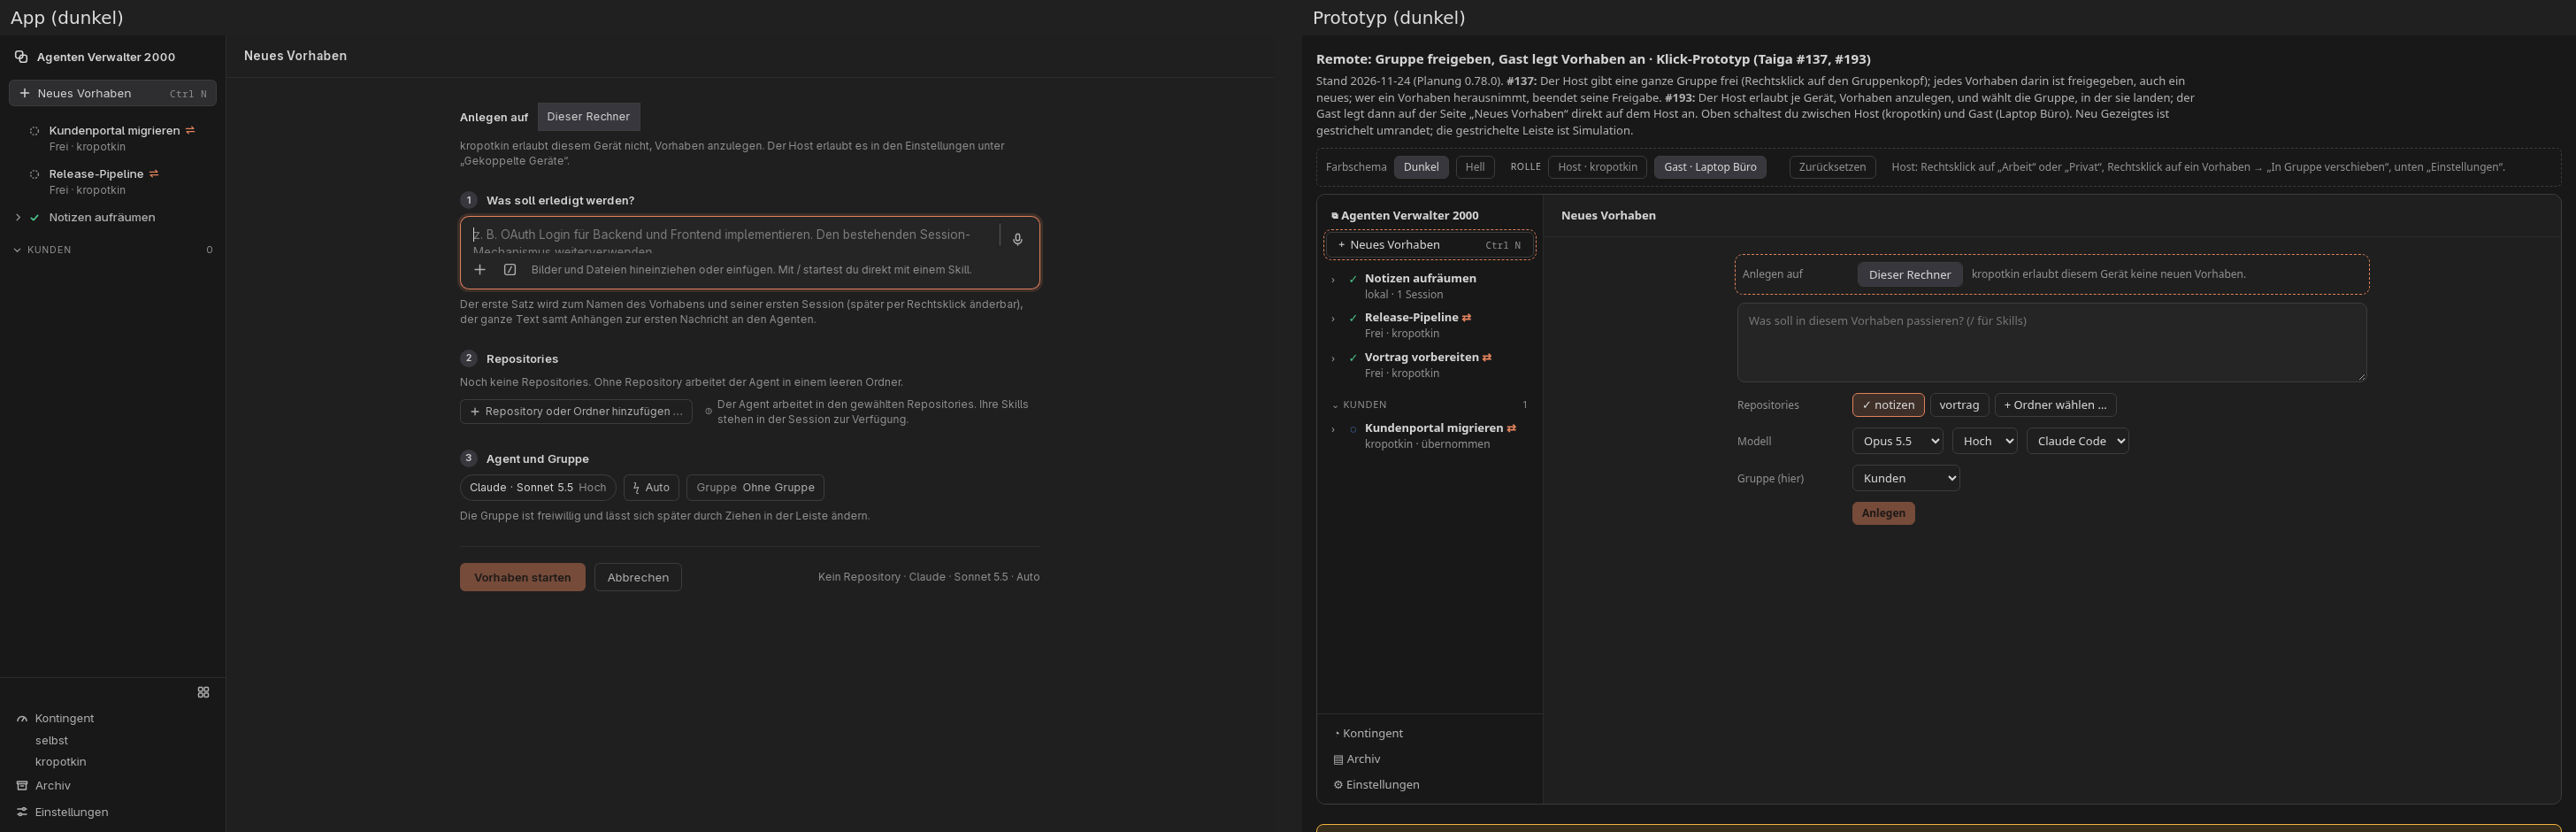 App (dunkel)
Agenten Verwalter 2000
Neues Vorhaben Ctrl N
Kundenportal migrieren ⇌
Frei · kropotkin
Release-Pipeline ⇌
Frei · kropotkin
Notizen aufräumen
KUNDEN 0
Kontingent
selbst
kropotkin
Archiv
Einstellungen
Neues Vorhaben
Anlegen auf Dieser Rechner
kropotkin erlaubt diesem Gerät nicht, Vorhaben anzulegen. Der Host erlaubt es in den Einstellungen unter
„Gekoppelte Geräte“.
1 Was soll erledigt werden?
z. B. OAuth Login für Backend und Frontend implementieren. Den bestehenden Session-
Mechanismus weiterverwenden
Bilder und Dateien hineinziehen oder einfügen. Mit / startest du direkt mit einem Skill.
Der erste Satz wird zum Namen des Vorhabens und seiner ersten Session (später per Rechtsklick änderbar),
der ganze Text samt Anhängen zur ersten Nachricht an den Agenten.
2 Repositories
Noch keine Repositories. Ohne Repository arbeitet der Agent in einem leeren Ordner.
+ Repository oder Ordner hinzufügen …
Der Agent arbeitet in den gewählten Repositories. Ihre Skills
stehen in der Session zur Verfügung.
3 Agent und Gruppe
Claude · Sonnet 5.5 Hoch Auto Gruppe Ohne Gruppe
Die Gruppe ist freiwillig und lässt sich später durch Ziehen in der Leiste ändern.
Vorhaben starten Abbrechen Kein Repository · Claude · Sonnet 5.5 · Auto
Prototyp (dunkel)
Remote: Gruppe freigeben, Gast legt Vorhaben an · Klick-Prototyp (Taiga #137, #193)
Stand 2026-11-24 (Planung 0.78.0). #137: Der Host gibt eine ganze Gruppe frei (Rechtsklick auf den Gruppenkopf); jedes Vorhaben darin ist freigegeben, auch ein
neues; wer ein Vorhaben herausnimmt, beendet seine Freigabe. #193: Der Host erlaubt je Gerät, Vorhaben anzulegen, und wählt die Gruppe, in der sie landen; der
Gast legt dann auf der Seite „Neues Vorhaben“ direkt auf dem Host an. Oben schaltest du zwischen Host (kropotkin) und Gast (Laptop Büro). Neu Gezeigtes ist
gestrichelt umrandet; die gestrichelte Leiste ist Simulation.
Farbschema Dunkel Hell ROLLE Host · kropotkin Gast · Laptop Büro Zurücksetzen Host: Rechtsklick auf „Arbeit“ oder „Privat“, Rechtsklick auf ein Vorhaben → „In Gruppe verschieben“, unten „Einstellungen“.
Agenten Verwalter 2000
+ Neues Vorhaben Ctrl N
› ✓ Notizen aufräumen
lokal · 1 Session
› ✓ Release-Pipeline ⇄
Frei · kropotkin
› ✓ Vortrag vorbereiten ⇄
Frei · kropotkin
KUNDEN 1
› Kundenportal migrieren ⇄
kropotkin · übernommen
Kontingent
Archiv
Einstellungen
Neues Vorhaben
Anlegen auf Dieser Rechner kropotkin erlaubt diesem Gerät keine neuen Vorhaben.
Was soll in diesem Vorhaben passieren? (/ für Skills)
Repositories ✓ notizen vortrag + Ordner wählen …
Modell Opus 5.5 Hoch Claude Code
Gruppe (hier) Kunden
Anlegen